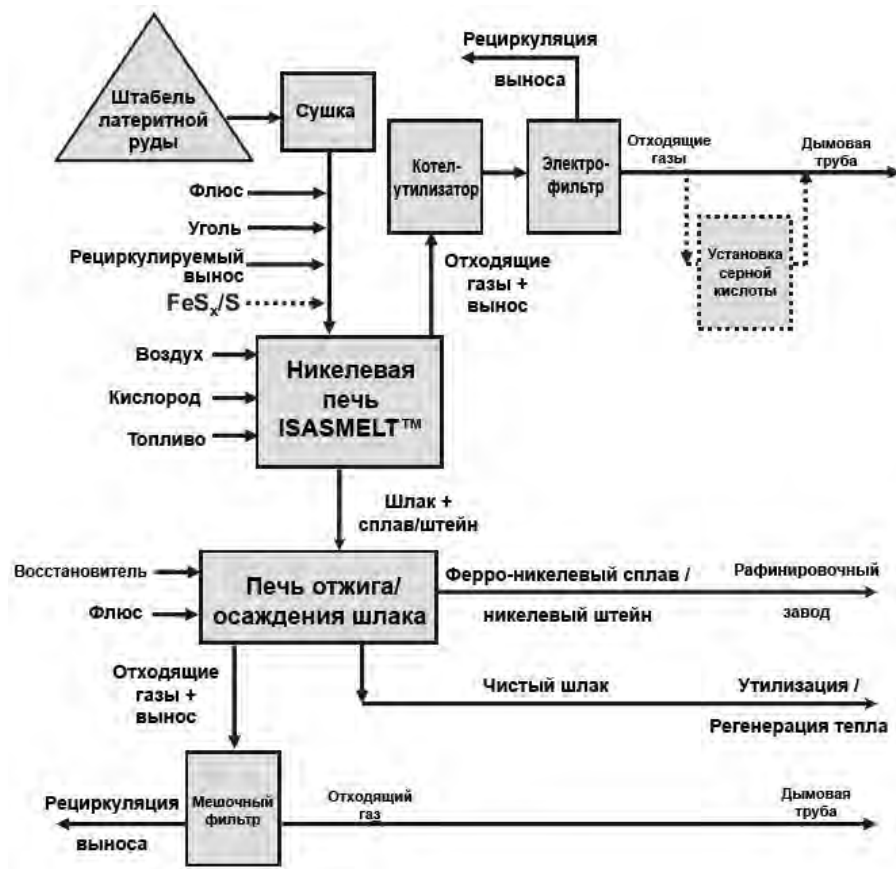 Штабель
латеритной
руды
Сушка
Рециркуляция
выноса
Котел-
утилизатор
Электро-
фильтр
Отходящие
газы
Дымовая
труба
Установка
серной
кислоты
Флюс
Уголь
Рециркулируемый
вынос
FeSx/S
Отходящие
газы +
вынос
Воздух
Кислород
Топливо
Никелевая
печь
ISASMELT™
Шлак +
сплав/штейн
Восстановитель
Флюс
Печь отжига/
осаждения шлака
Ферро-никелевый сплав /
никелевый штейн
Рафинировочный
завод
Отходящие
газы +
вынос
Чистый шлак
Утилизация /
Регенерация тепла
Рециркуляция
выноса
Мешочный
фильтр
Отходящий
газ
Дымовая
труба